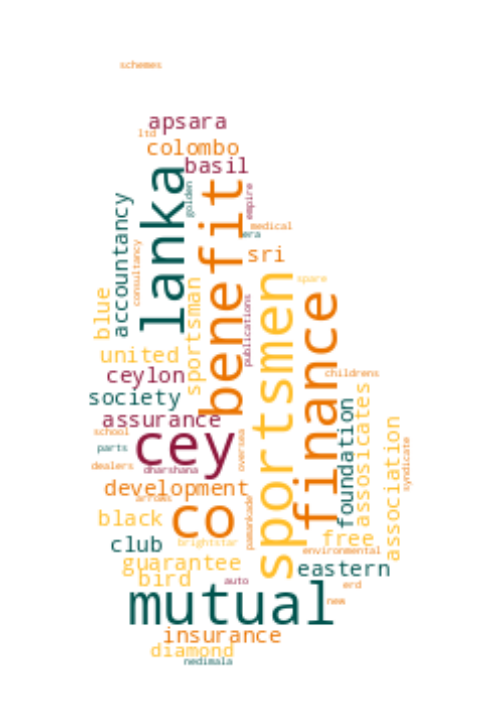 schemes
apsara
ltd
colombo
basil
lanka
benefit
golden
empire
medical
era
sri
accountancy
consultancy
spare
sportsmen
finance
sportsman
blue
publications
united
ceylon
childrens
society
assurance
foundation
assosicates
association
syndicate
school
cey
oversea
parts
dealers
dharshana
development
arrows
co
pamankade
black
free
club
brightstar
environmental
guarantee
eastern
bird
auto
erd
mutual
new
insurance
diamond
nedimala